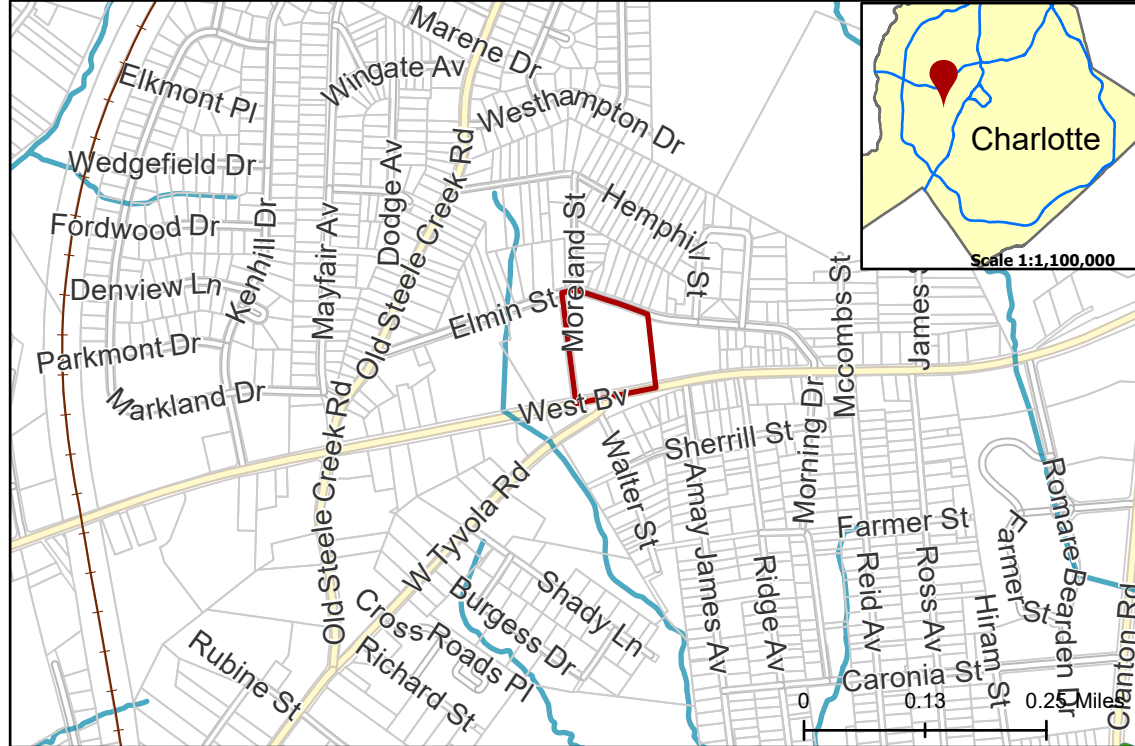 Marene Dr
Wingate Av
Elkmont Pl
Westhampton Dr
Charlotte
Scale 1:1,100,000
Wedgefield Dr
Dodge Av
Old Steele Creek Rd
Fordwood Dr
Kenhill Dr
Mayfair Av
Moreland St
Hemphill St
Denview Ln
Elmin St
Mccombs St
James S
Parkmont Dr
Markland Dr
West Bv
Old Steele Creek Rd
Walter St
Sherrill St
Morning Dr
W Tyvola Rd
Amay James Av
Ridge Av
Farmer St
Reid Av
Ross Av
Farmer St
Romare Bearden Dr
Shady Ln
Burgess Dr
Cross Roads Pl
Richard St
Rubine St
Hiram St
Caronia St
Clanton Rd
0
0.13
0.25 Miles